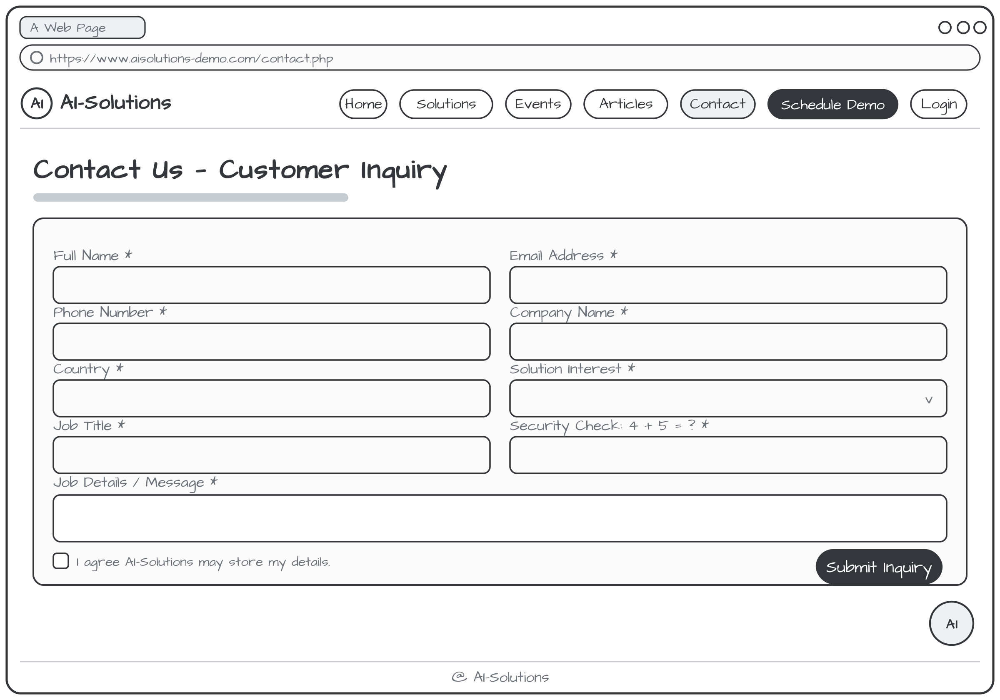 A Web Page
https://www.aisolutions-demo.com/contact.php
AI AI-Solutions Home Solutions Events Articles Contact Schedule Demo Login
Contact Us - Customer Inquiry
Full Name * Email Address *
Phone Number * Company Name *
Country * Solution Interest *
v
Job Title * Security Check: 4 + 5 = ? *
Job Details / Message *
I agree AI-Solutions may store my details. Submit Inquiry
AI
@ AI-Solutions